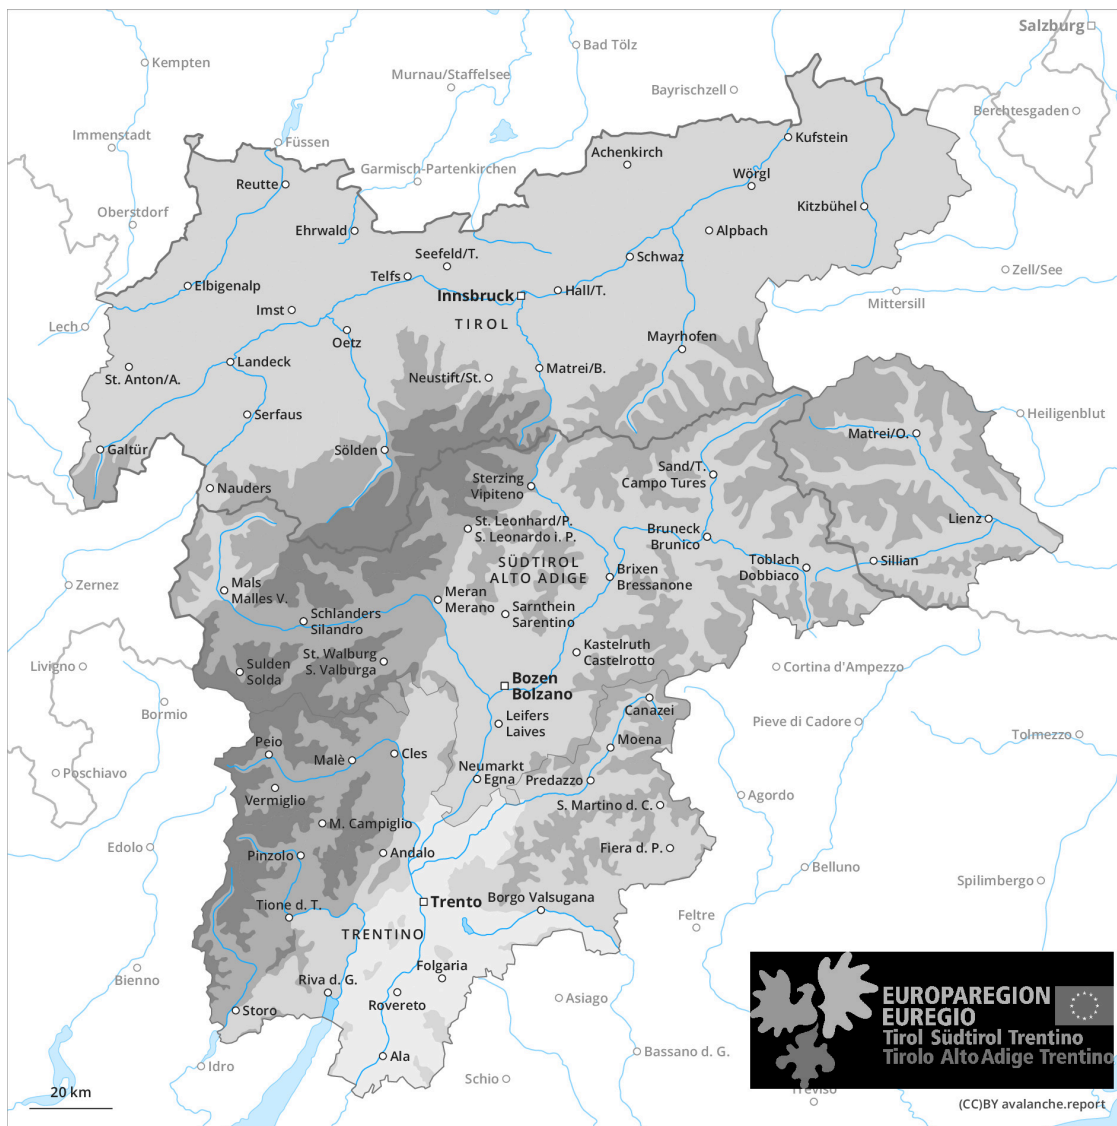 Salzburg
Bad Tölz
Kempten
Murnau/Staffelsee
Bayrischzell
Berchtesgaden
Immenstadt
Füssen
Kufstein
Achenkirch
Garmisch-Partenkirchen
Wörgl
Reutte
Oberstdorf
Kitzbühel
Ehrwald
Alpbach
Seefeld/T.
Schwaz
Telfs
Zell/See
Elbigenalp
Hall/T.
Innsbruck
Mittersill
Imst
TIROL
Lech
Oetz
Mayrhofen
Landeck
Matrei/B.
St. Anton/A.
Neustift/St.
Serfaus
Heiligenblut
Matrei/O.
Galtür
Sölden
Sand/T.
Campo Tures
Sterzing
Vipiteno
Nauders
St. Leonhard/P.
S. Leonardo i. P.
Lienz
Bruneck
Brunico
SÜDTIROL
ALTO ADIGE
Toblach
Dobbiaco
Sillian
Brixen
Bressanone
Zernez
Mals
Malles V.
Meran
Merano
Schlanders
Silandro
Sarnthein
Sarentino
Kastelruth
Castelrotto
St. Walburg
S. Valburga
Livigno
Sulden
Solda
Cortina d'Ampezzo
Bozen
Bolzano
Bormio
Canazei
Leifers
Laives
Pieve di Cadore
Tolmezzo
Moena
Peio
Cles
Malè
Poschiavo
Neumarkt
Egna
Predazzo
Vermiglio
Agordo
S. Martino d. C.
M. Campiglio
Edolo
Fiera d. P.
Andalo
Pinzolo
Belluno
Spilimbergo
Trento
Borgo Valsugana
Tione d. T.
Feltre
TRENTINO
Bienno
Folgaria
Riva d. G.
Rovereto
Asiago
Storo
EUROPAREGION
EUREGIO
Tirol Südtirol Trentino
Tirolo Alto Adige Trentino
Ala
Bassano d. G.
Idro
Schio
20 km
Treviso
(CC)BY avalanche.report